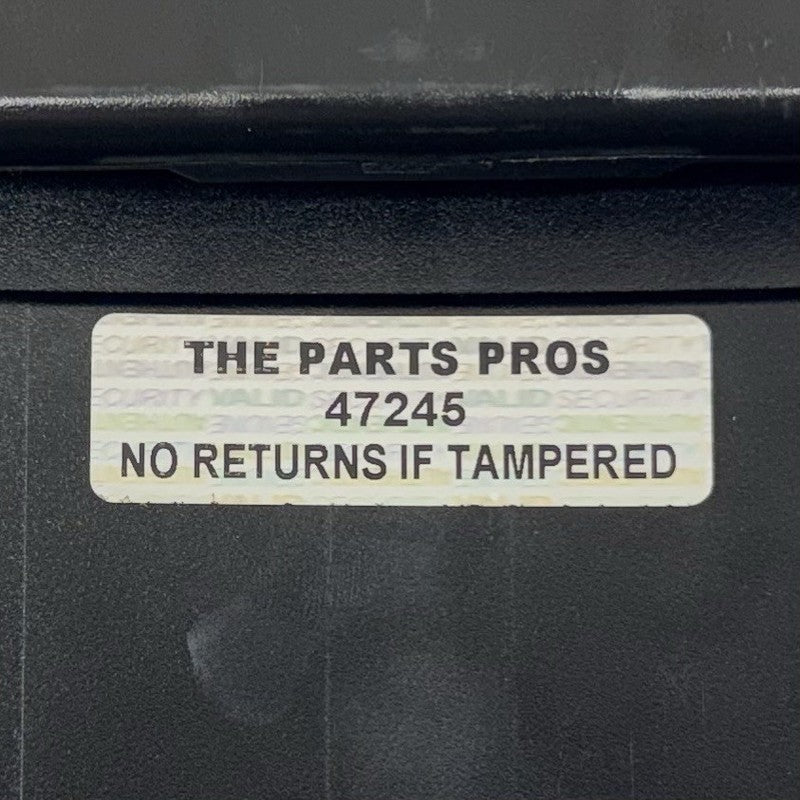 THE PARTS PROS
47245
NO RETURNS IF TAMPERED